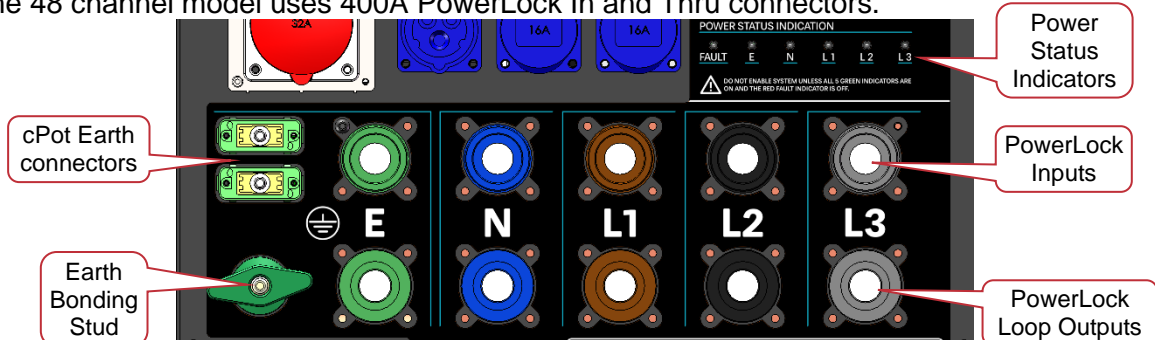 he 48 channel model uses 400A PowerLock In and Thru connectors.
S2A
16A
16A
POWER STATUS INDICATION
FAULT E N L1 L2 L3
DO NOT ENABLE SYSTEM UNLESS ALL 5 GREEN INDICATORS ARE
ON AND THE RED FAULT INDICATOR IS OFF.
Power
Status
Indicators
cPot Earth
connectors
PowerLock
Inputs
E N L1 L2 L3
Earth
Bonding
Stud
PowerLock
Loop Outputs